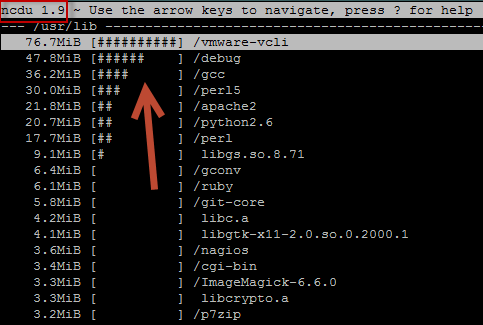 ncdu 1.9 ~ Use the arrow keys to navigate, press ? for help
--- /usr/lib ---------------------------------------------
76.7MiB [##########] /vmware-vcli
47.8MiB [######    ] /debug
36.2MiB [####      ] /gcc
30.0MiB [###       ] /perl5
21.8MiB [##        ] /apache2
20.7MiB [##        ] /python2.6
17.7MiB [##        ] /perl
9.1MiB [#         ]  libgs.so.8.71
6.4MiB [          ] /gconv
6.1MiB [          ] /ruby
5.8MiB [          ] /git-core
4.2MiB [          ]  libc.a
4.1MiB [          ]  libgtk-x11-2.0.so.0.2000.1
3.6MiB [          ] /nagios
3.4MiB [          ] /cgi-bin
3.3MiB [          ] /ImageMagick-6.6.0
3.3MiB [          ]  libcrypto.a
3.2MiB [          ] /p7zip